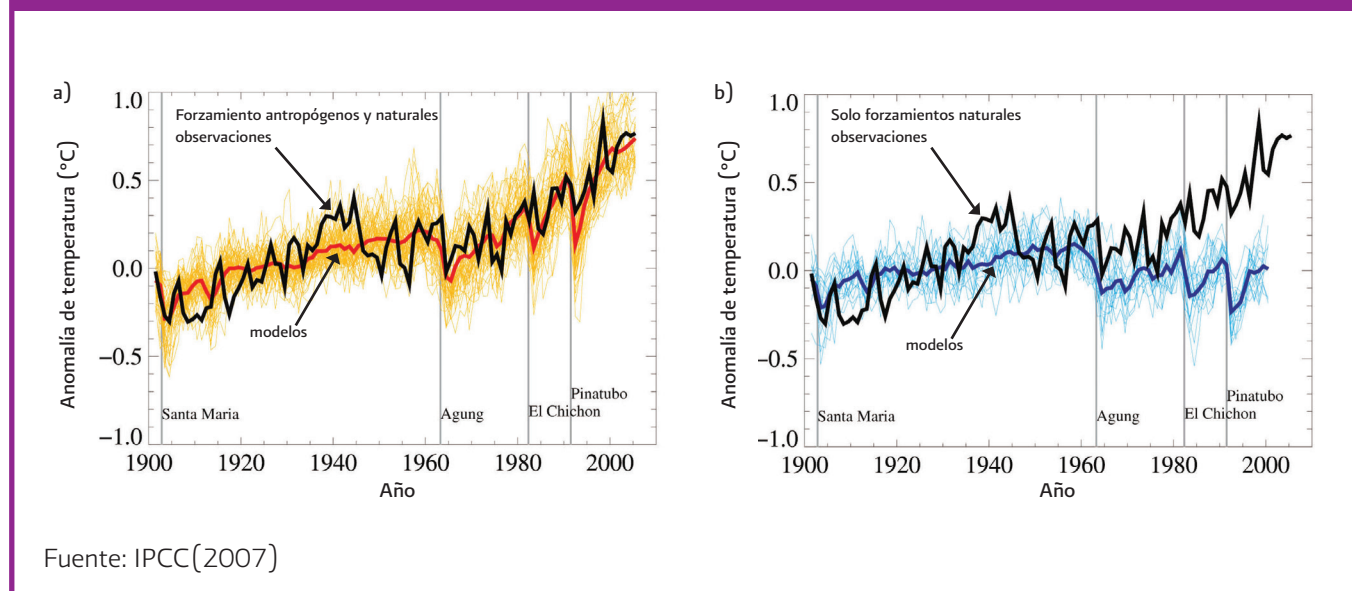 a)
Anomalía de temperatura (°C)
1.0
0.5
0.0
−0.5
−1.0
Forzamiento antropógenos y naturales
observaciones
modelos
Santa Maria
Agung
El Chichon
Pinatubo
1900 1920 1940 1960 1980 2000
Año
b)
Anomalía de temperatura (°C)
1.0
0.5
0.0
−0.5
−1.0
Solo forzamientos naturales
observaciones
modelos
Santa Maria
Agung
El Chichon
Pinatubo
1900 1920 1940 1960 1980 2000
Año
Fuente: IPCC(2007)